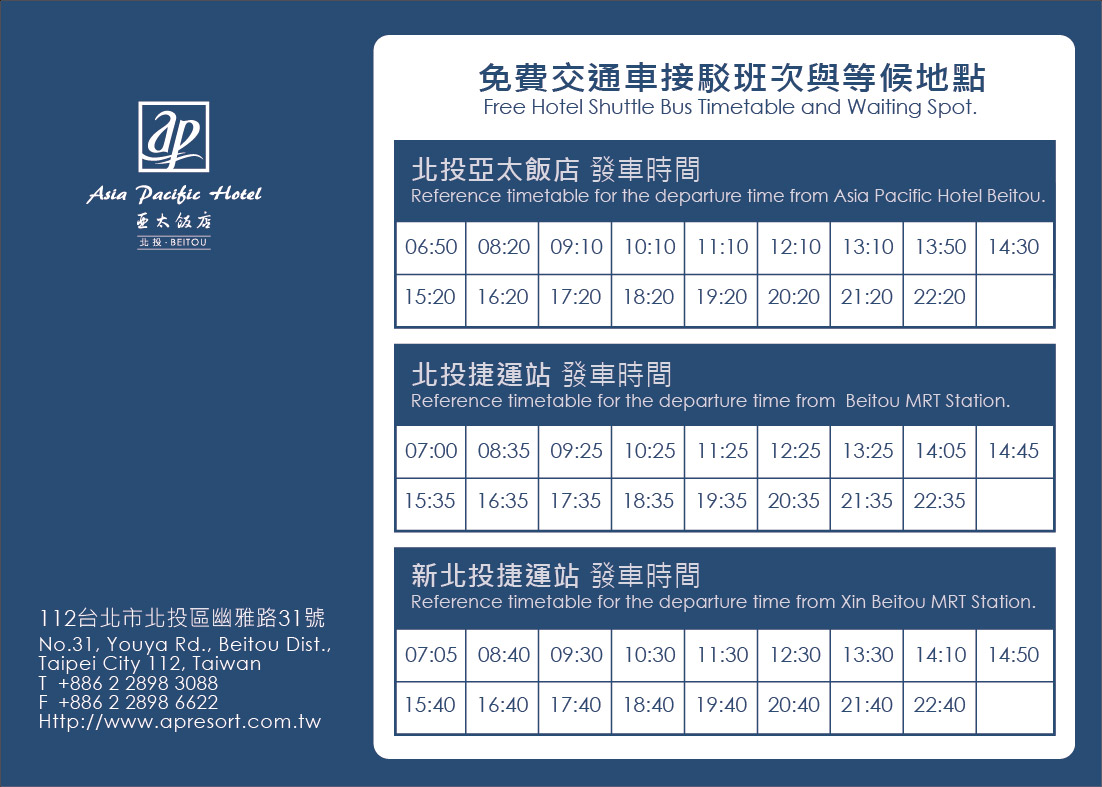 ap
Asia Pacific Hotel
亞太飯店
北投·BEITOU
免費交通車接駁班次與等候地點
Free Hotel Shuttle Bus Timetable and Waiting Spot.
北投亞太飯店 發車時間
Reference timetable for the departure time from Asia Pacific Hotel Beitou.
06:50 08:20 09:10 10:10 11:10 12:10 13:10 13:50 14:30
15:20 16:20 17:20 18:20 19:20 20:20 21:20 22:20
北投捷運站 發車時間
Reference timetable for the departure time from Beitou MRT Station.
07:00 08:35 09:25 10:25 11:25 12:25 13:25 14:05 14:45
15:35 16:35 17:35 18:35 19:35 20:35 21:35 22:35
新北投捷運站 發車時間
Reference timetable for the departure time from Xin Beitou MRT Station.
07:05 08:40 09:30 10:30 11:30 12:30 13:30 14:10 14:50
15:40 16:40 17:40 18:40 19:40 20:40 21:40 22:40
112台北市北投區幽雅路31號
No.31, Youya Rd., Beitou Dist.,
Taipei City 112, Taiwan
T +886 2 2898 3088
F +886 2 2898 6622
Http://www.apresort.com.tw